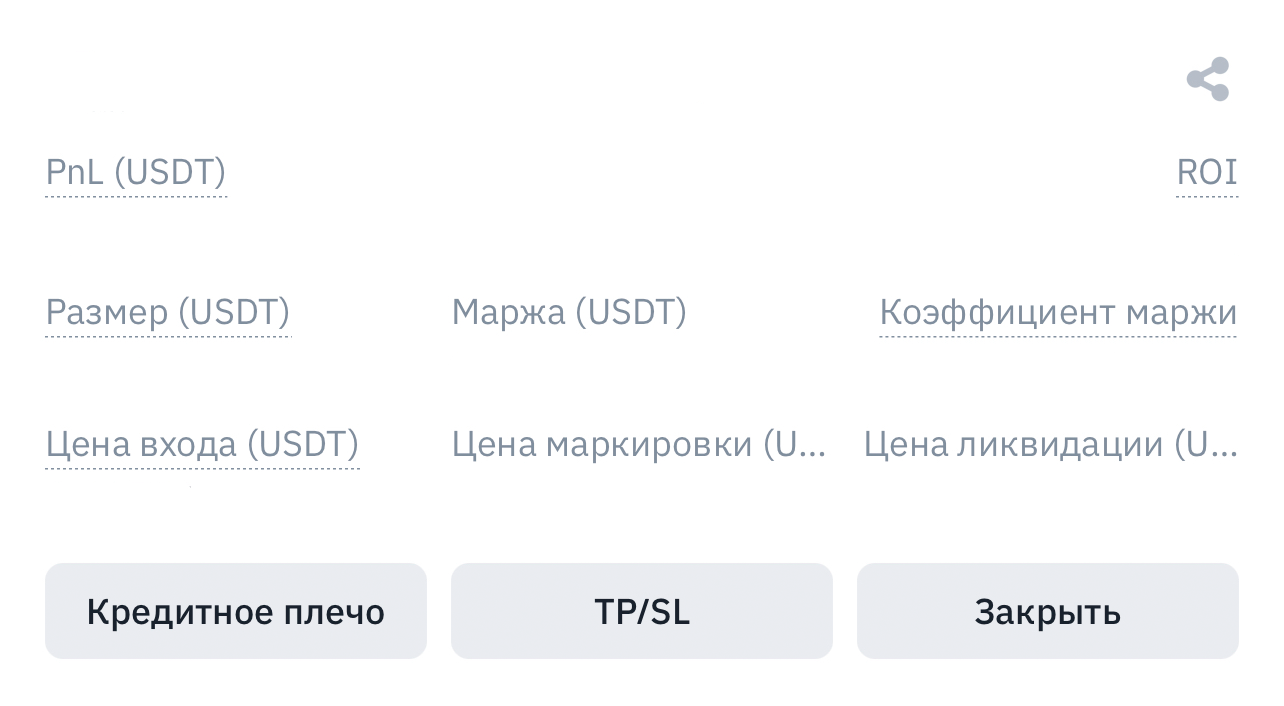 PnL (USDT) ROI
Размер (USDT) Маржа (USDT) Коэффициент маржи
Цена входа (USDT) Цена маркировки (U... Цена ликвидации (U...
Кредитное плечо TP/SL Закрыть